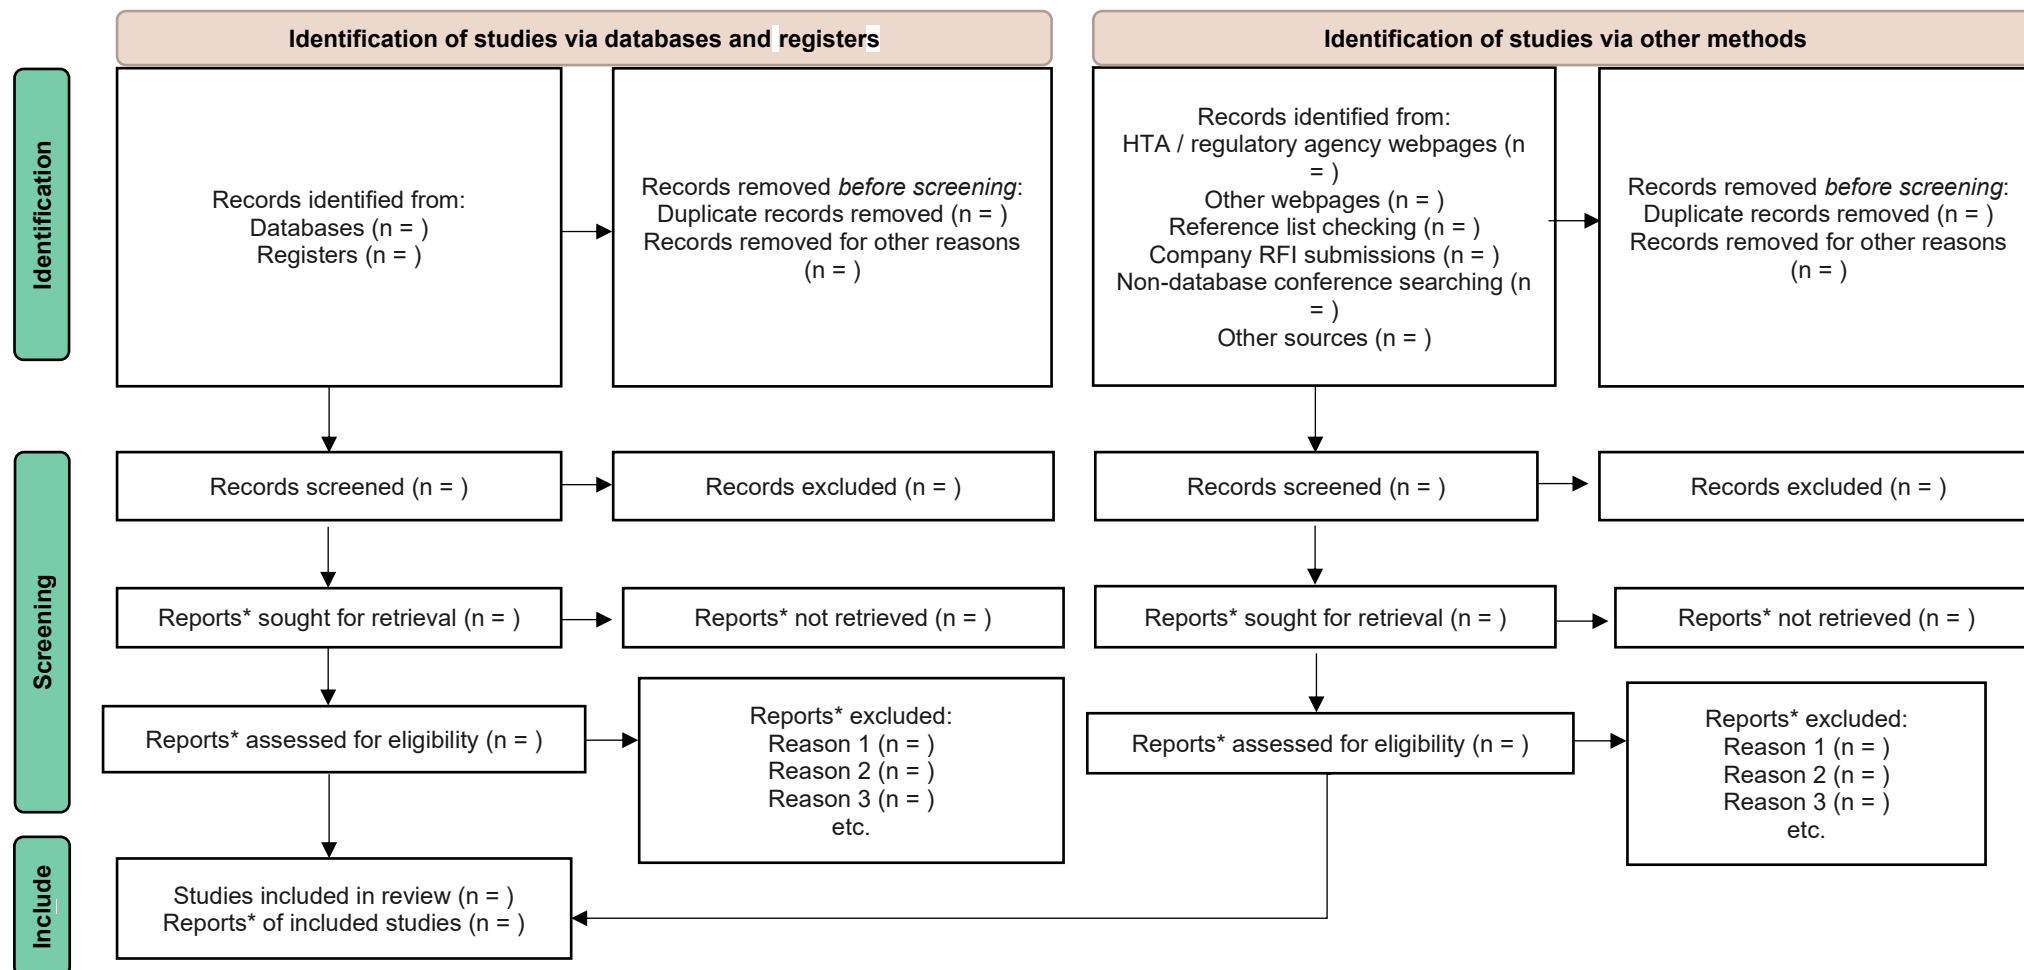 Identification of studies via databases and registers
Identification of studies via other methods
Identification
Records identified from:
Databases (n = )
Registers (n = )
Records removed before screening:
Duplicate records removed (n = )
Records removed for other reasons
(n = )
Records identified from:
HTA / regulatory agency webpages (n
= )
Other webpages (n = )
Reference list checking (n = )
Company RFI submissions (n = )
Non-database conference searching (n
= )
Other sources (n = )
Records removed before screening:
Duplicate records removed (n = )
Records removed for other reasons
(n = )
Screening
Records screened (n = )
Records excluded (n = )
Records screened (n = )
Records excluded (n = )
Reports* sought for retrieval (n = )
Reports* not retrieved (n = )
Reports* sought for retrieval (n = )
Reports* not retrieved (n = )
Reports* assessed for eligibility (n = )
Reports* excluded:
Reason 1 (n = )
Reason 2 (n = )
Reason 3 (n = )
etc.
Reports* assessed for eligibility (n = )
Reports* excluded:
Reason 1 (n = )
Reason 2 (n = )
Reason 3 (n = )
etc.
Include
Studies included in review (n = )
Reports* of included studies (n = )